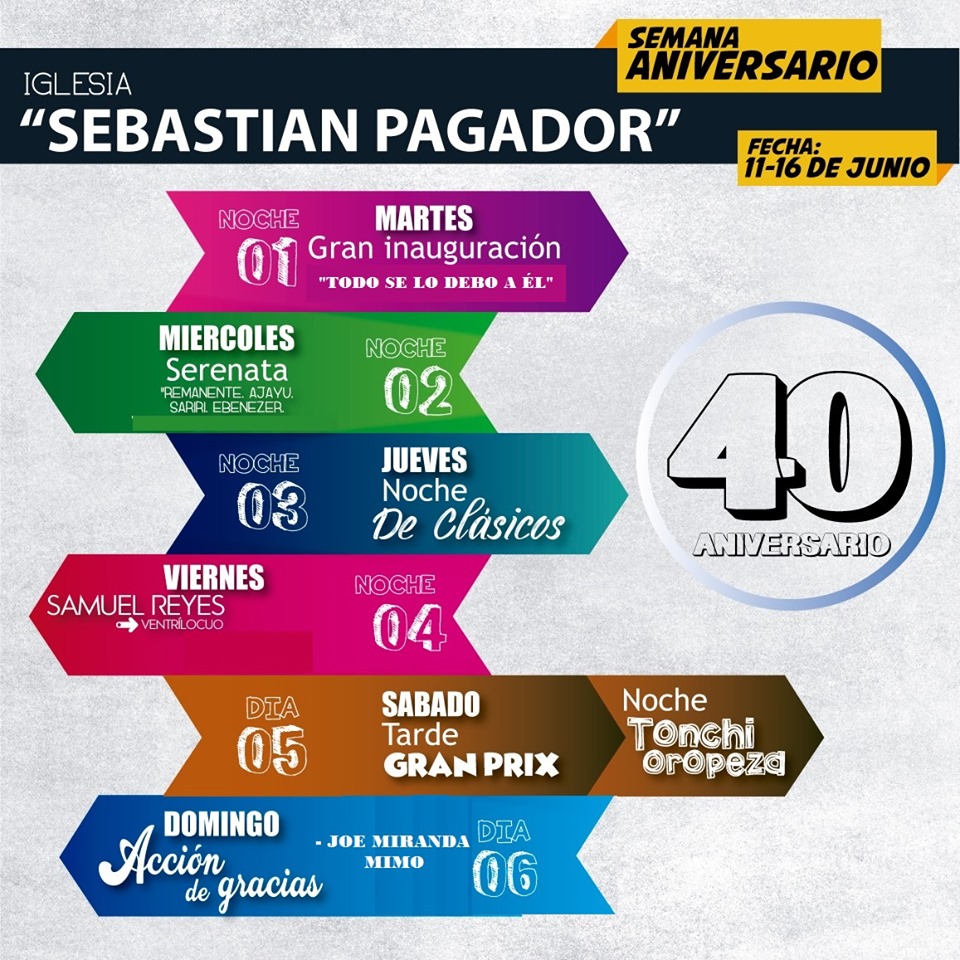 SEMANA
ANIVERSARIO
IGLESIA
“SEBASTIAN PAGADOR”
FECHA:
11-16 DE JUNIO
NOCHE
01
MARTES
Gran inauguración
"TODO SE LO DEBO A ÉL"
MIERCOLES
Serenata
"REMANENTE. AJAYU.
SARIRI. EBENEZER.
NOCHE
02
NOCHE
03
JUEVES
Noche
De Clásicos
VIERNES
SAMUEL REYES
VENTRÍLOCUO
NOCHE
04
DIA
05
SABADO
Tarde
GRAN PRIX
Noche
Tonchi
Oropeza
DOMINGO
Acción
de gracias
- JOE MIRANDA
MIMO
DIA
06
40
ANIVERSARIO